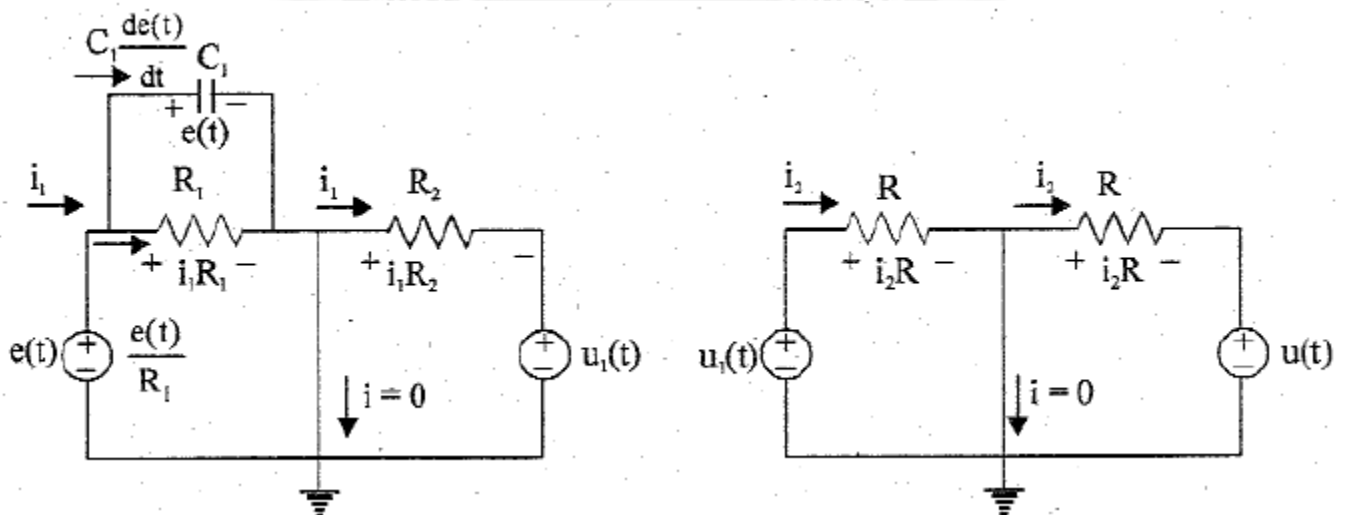 C₁ de(t)/dt
C₁
+ −
e(t)
i₁
R₁
i₁
R₂
+ i₁R₁ −
+ i₁R₂ −
e(t)
+
−
e(t)/R₁
+
−
u₁(t)
i = 0
i₂
R
i₂
R
+ i₂R −
+ i₂R −
u₁(t)
+
−
+
−
u(t)
i = 0